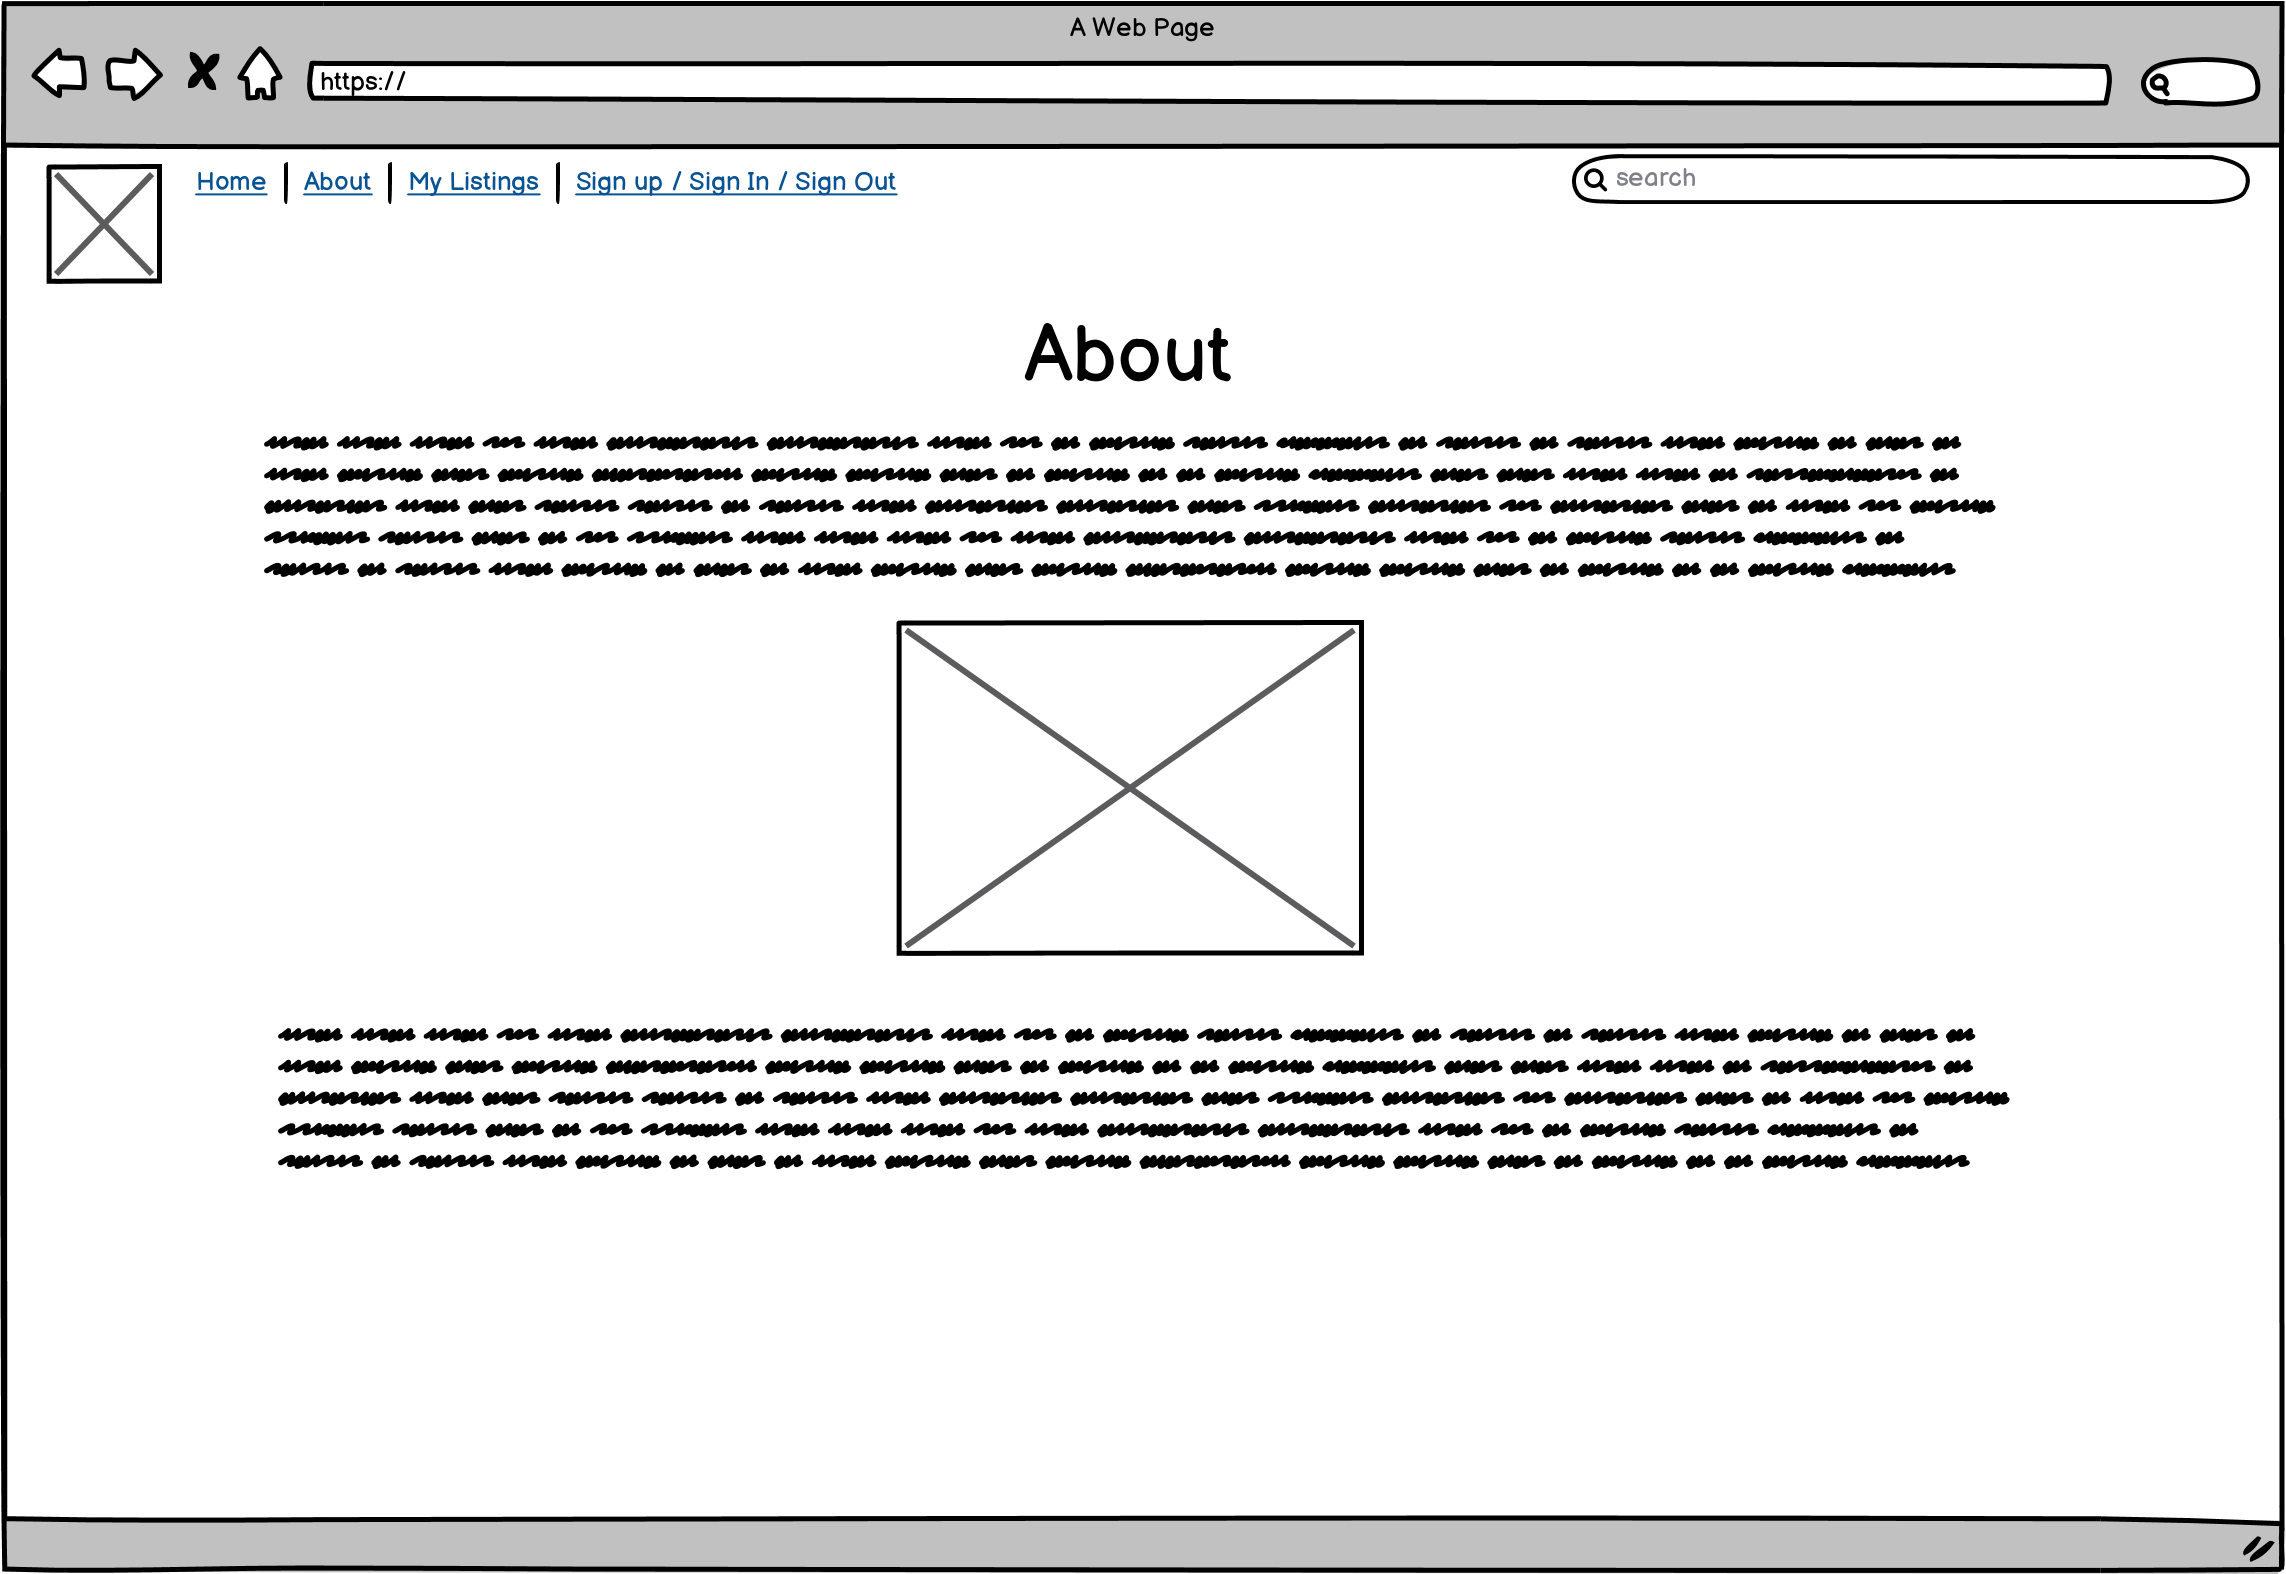 A Web Page
https://
Home | About | My Listings | Sign up / Sign In / Sign Out
search
About